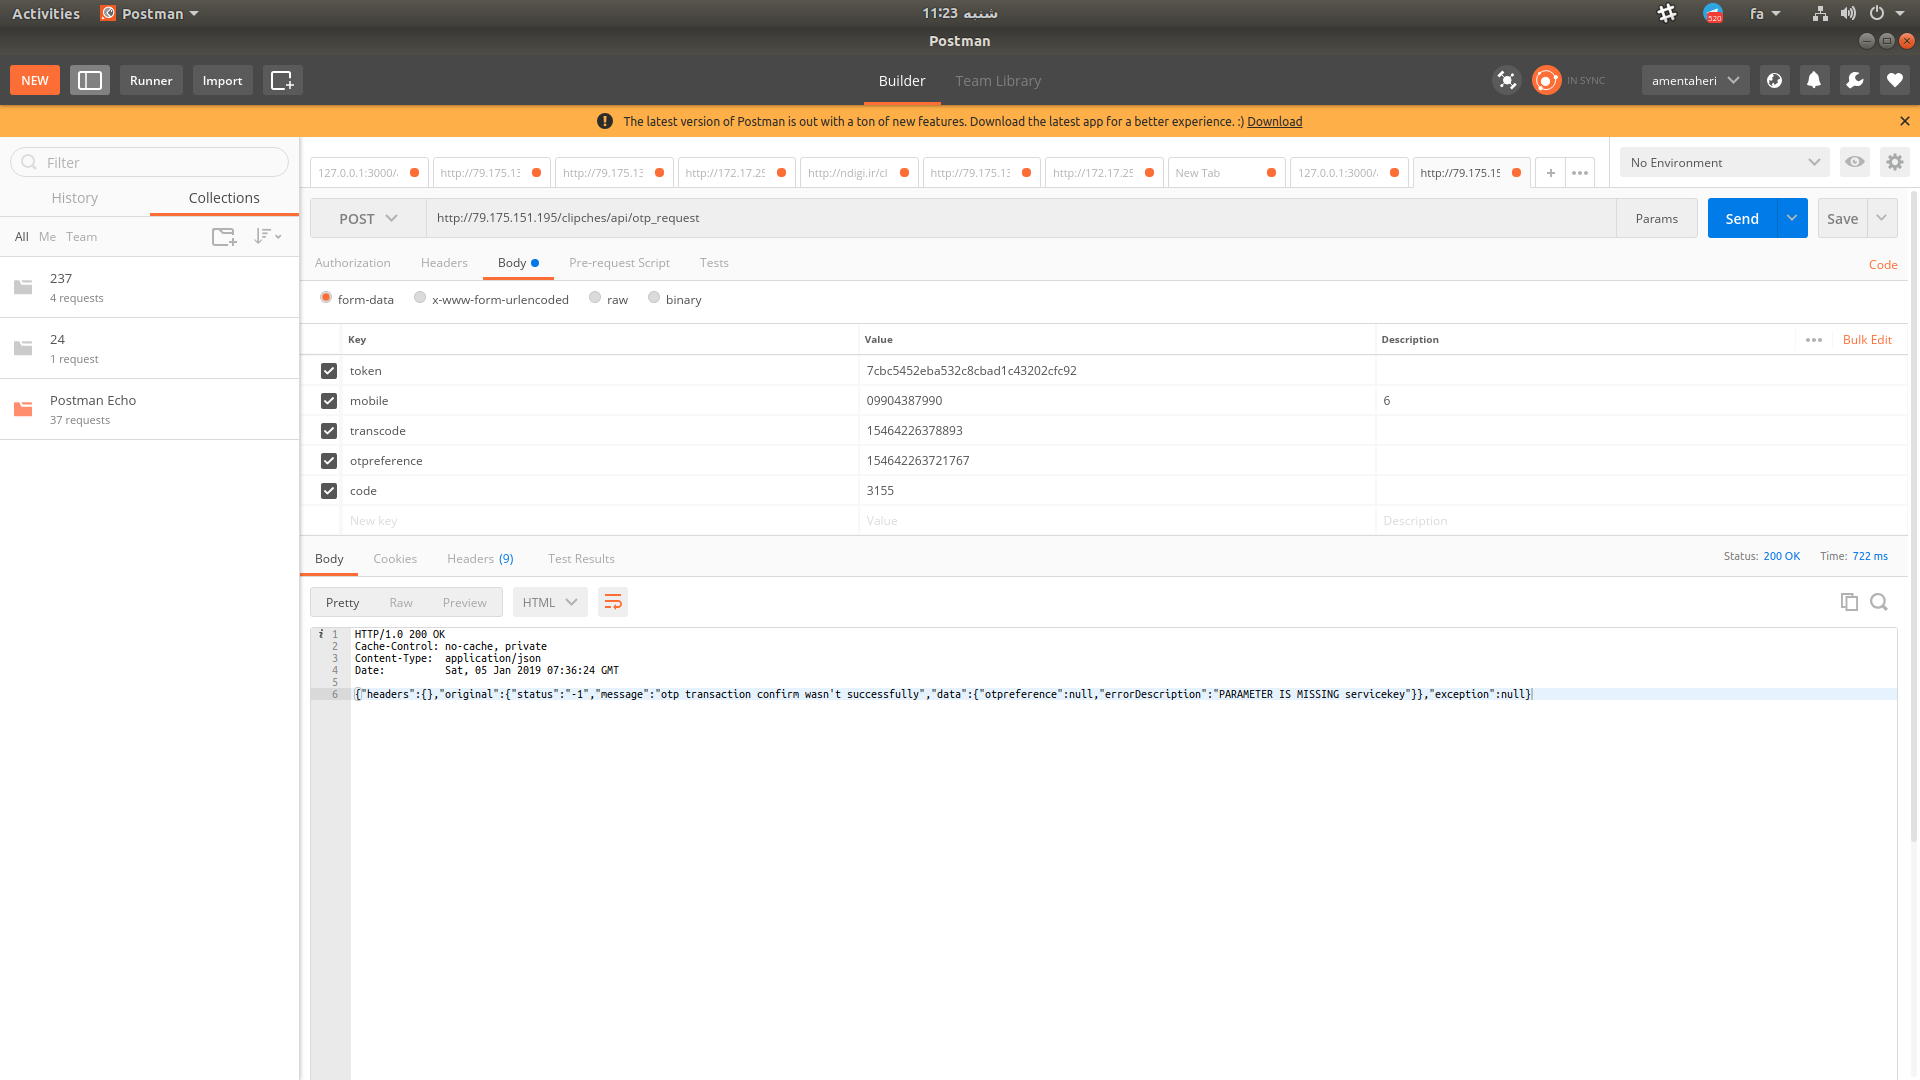 Activities Postman 11:23 شنبه 520 fa
Postman
NEW Runner Import Builder Team Library IN SYNC amentaheri
The latest version of Postman is out with a ton of new features. Download the latest app for a better experience. :) Download
Filter
History Collections
All Me Team
237
4 requests
24
1 request
Postman Echo
37 requests
127.0.0.1:3000/ http://79.175.13 http://79.175.13 http://172.17.25 http://ndigi.ir/cl http://79.175.13 http://172.17.25 New Tab 127.0.0.1:3000/ http://79.175.15 + No Environment
POST http://79.175.151.195/clipches/api/otp_request Params Send Save
Authorization Headers Body Pre-request Script Tests Code
form-data x-www-form-urlencoded raw binary
Key Value Description Bulk Edit
token 7cbc5452eba532c8cbad1c43202cfc92
mobile 09904387990 6
transcode 15464226378893
otpreference 154642263721767
code 3155
New key Value Description
Body Cookies Headers (9) Test Results Status: 200 OK Time: 722 ms
Pretty Raw Preview HTML
i 1 HTTP/1.0 200 OK
2 Cache-Control: no-cache, private
3 Content-Type: application/json
4 Date: Sat, 05 Jan 2019 07:36:24 GMT
5
6 {"headers":{},"original":{"status":"-1","message":"otp transaction confirm wasn't successfully","data":{"otpreference":null,"errorDescription":"PARAMETER IS MISSING servicekey"}},"exception":null}